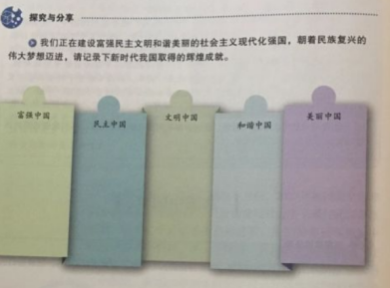 探究与分享
我们正在建设富强民主文明和谐美丽的社会主义现代化强国，朝着民族复兴的
伟大梦想迈进，请记录下新时代我国取得的辉煌成就。
富强中国
民主中国
文明中国
和谐中国
美丽中国